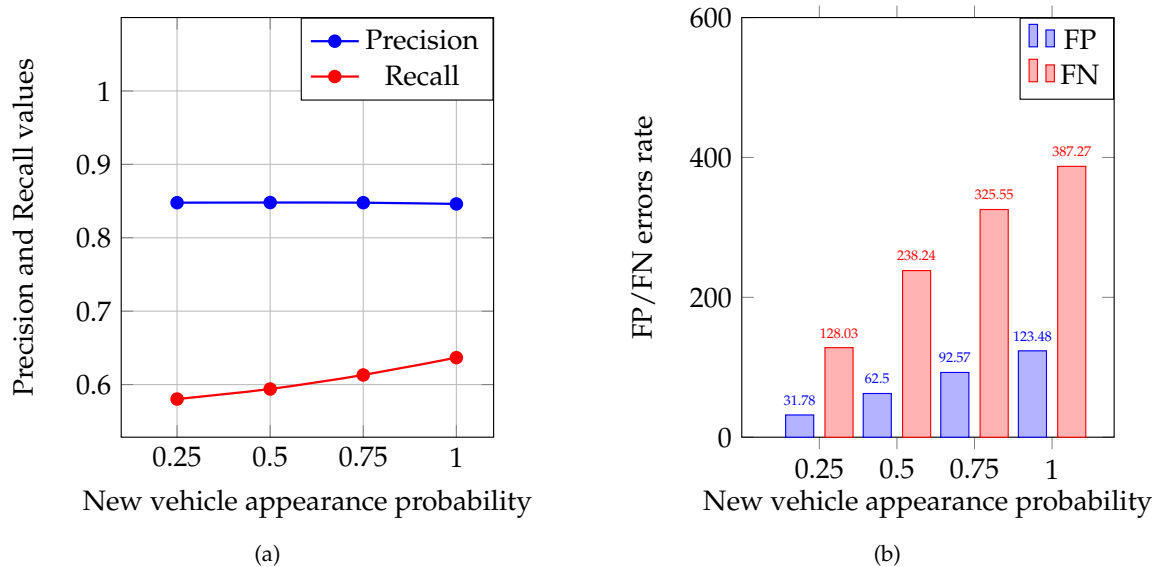 Precision
Recall
1
0.9
0.8
0.7
0.6
Precision and Recall values
0.25 0.5 0.75 1
New vehicle appearance probability
(a)
FP
FN
600
400
200
0
FP/FN errors rate
31.78 128.03 62.5 238.24 92.57 325.55 123.48 387.27
0.25 0.5 0.75 1
New vehicle appearance probability
(b)